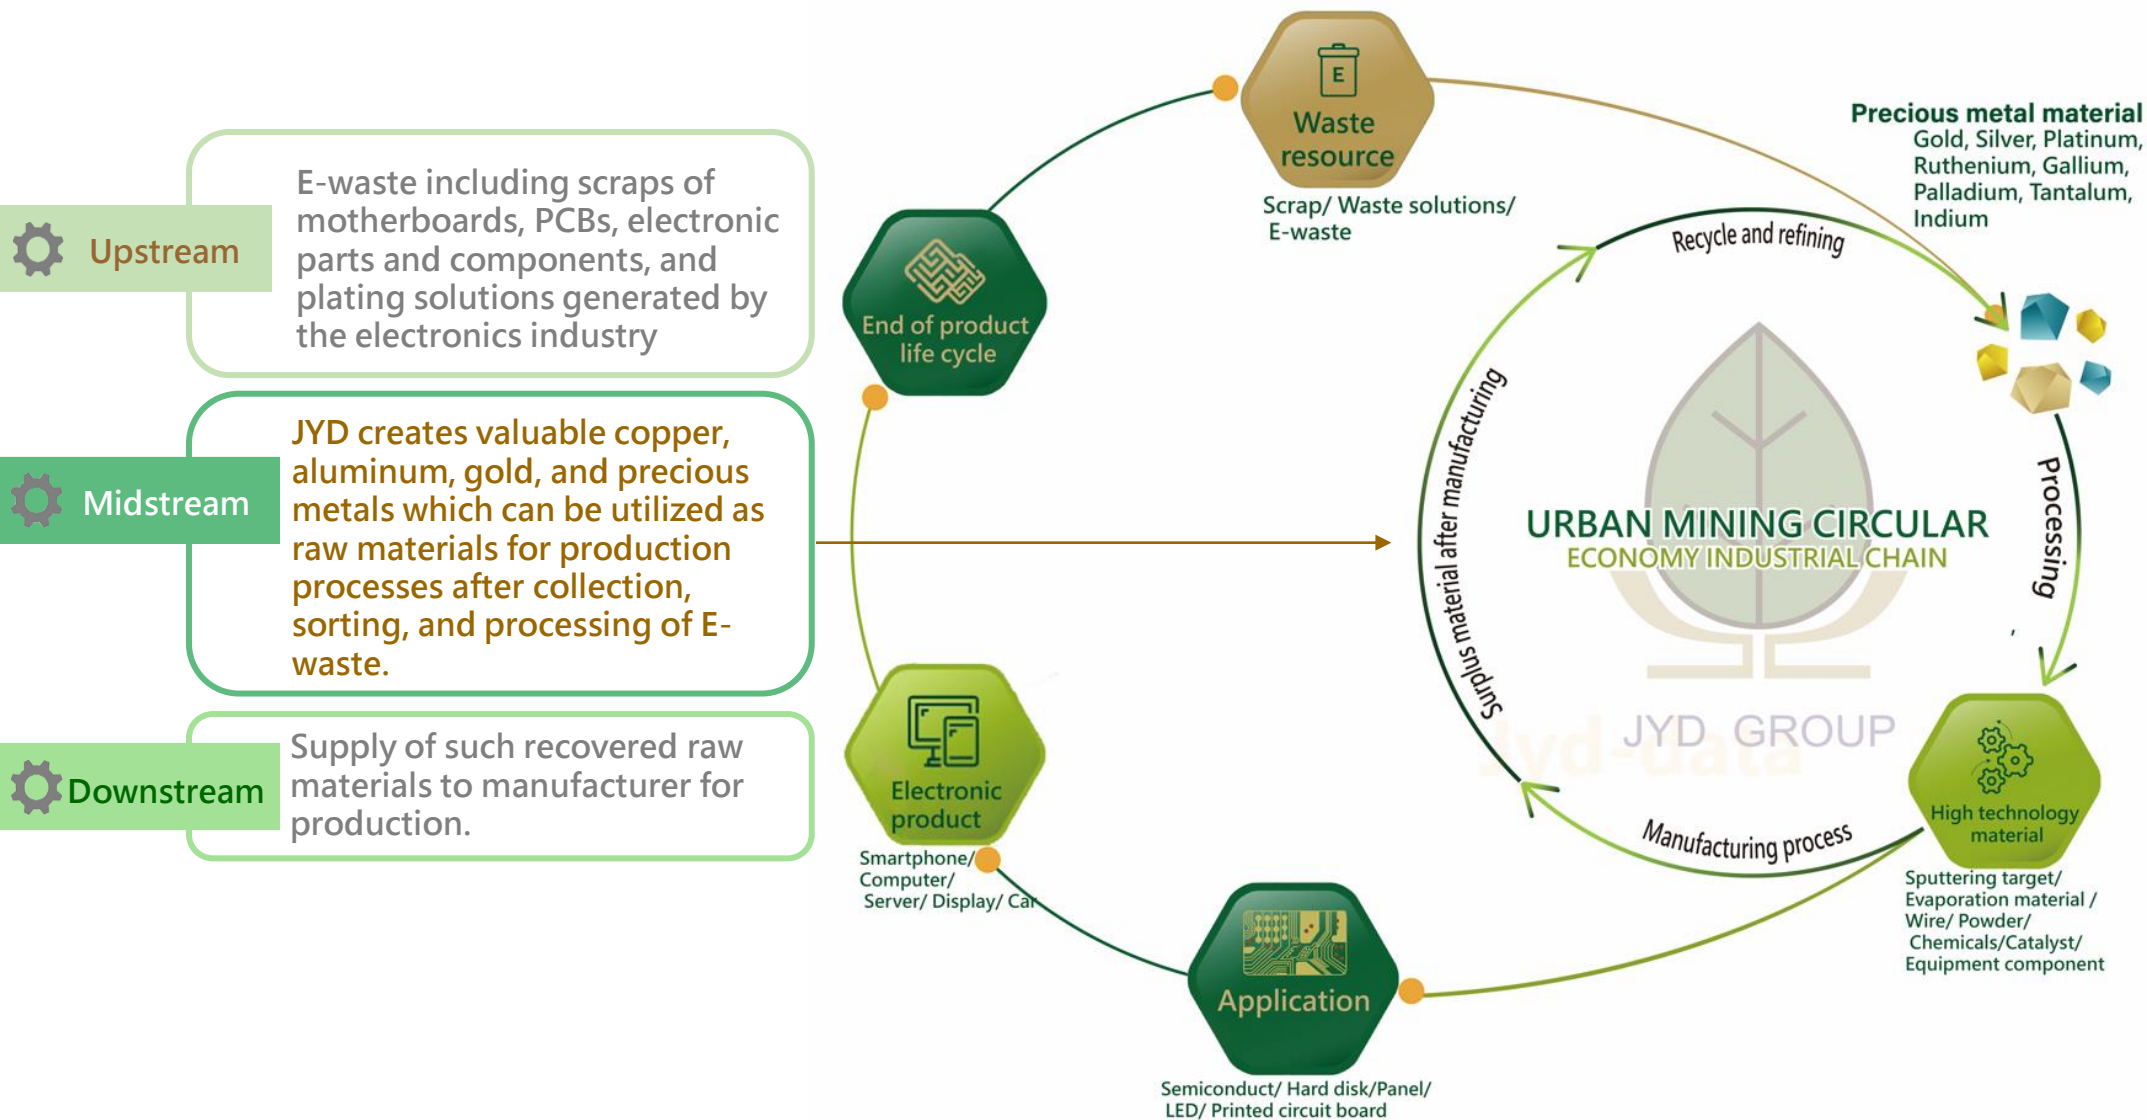 Upstream
E-waste including scraps of
motherboards, PCBs, electronic
parts and components, and
plating solutions generated by
the electronics industry
Midstream
JYD creates valuable copper,
aluminum, gold, and precious
metals which can be utilized as
raw materials for production
processes after collection,
sorting, and processing of E-
waste.
Downstream
Supply of such recovered raw
materials to manufacturer for
production.
E
Waste
resource
Scrap/ Waste solutions/
E-waste
Precious metal material
Gold, Silver, Platinum,
Ruthenium, Gallium,
Palladium, Tantalum,
Indium
Recycle and refining
Processing
,
High technology
material
Sputtering target/
Evaporation material /
Wire/ Powder/
Chemicals/Catalyst/
Equipment component
Manufacturing process
Surplus material after manufacturing
URBAN MINING CIRCULAR
ECONOMY INDUSTRIAL CHAIN
JYD GROUP
Jyd-data
Application
Semiconduct/ Hard disk/Panel/
LED/ Printed circuit board
Electronic
product
Smartphone/
Computer/
Server/ Display/ Car
End of product
life cycle